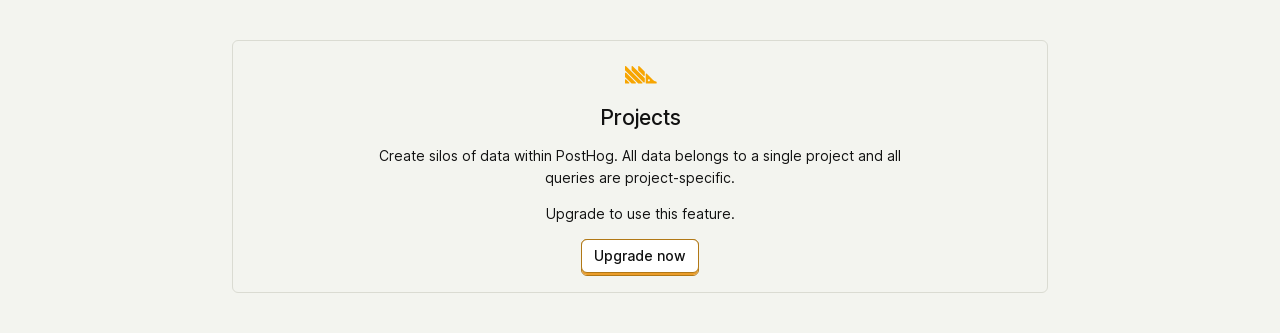 Projects
Create silos of data within PostHog. All data belongs to a single project and all
queries are project-specific.
Upgrade to use this feature.
Upgrade now